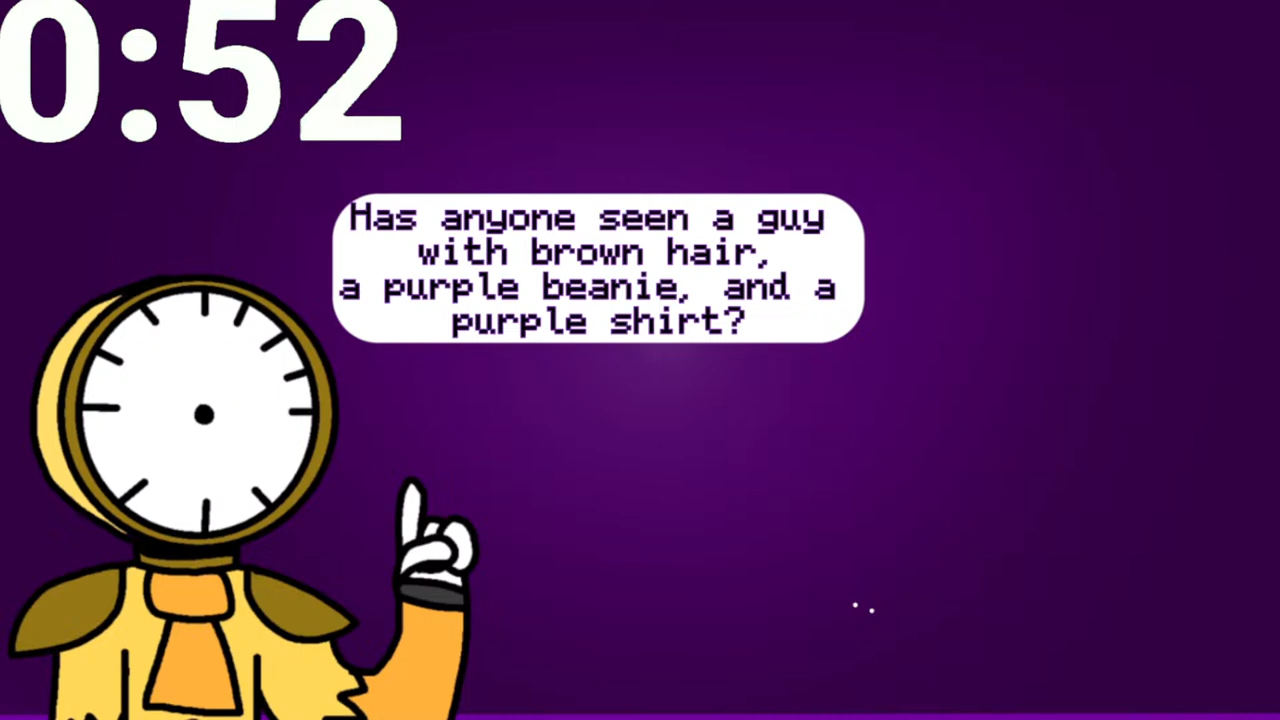 0:52
Has anyone seen a guy
with brown hair,
a purple beanie, and a
purple shirt?